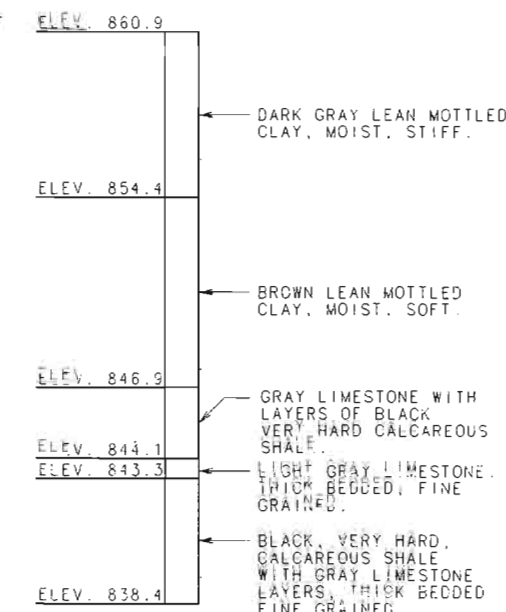 ELEV. 860.9
DARK GRAY LEAN MOTTLED
CLAY, MOIST, STIFF.
ELEV. 854.4
BROWN LEAN MOTTLED
CLAY, MOIST, SOFT.
ELEV. 846.9
GRAY LIMESTONE WITH
LAYERS OF BLACK
VERY HARD CALCAREOUS
SHALE.
ELEV. 844.1
ELEV. 843.3
LIGHT GRAY LIMESTONE.
THICK BEDDED, FINE
GRAINED.
BLACK, VERY HARD,
CALCAREOUS SHALE
WITH GRAY LIMESTONE
LAYERS, THICK BEDDED
FINE GRAINED
ELEV. 838.4